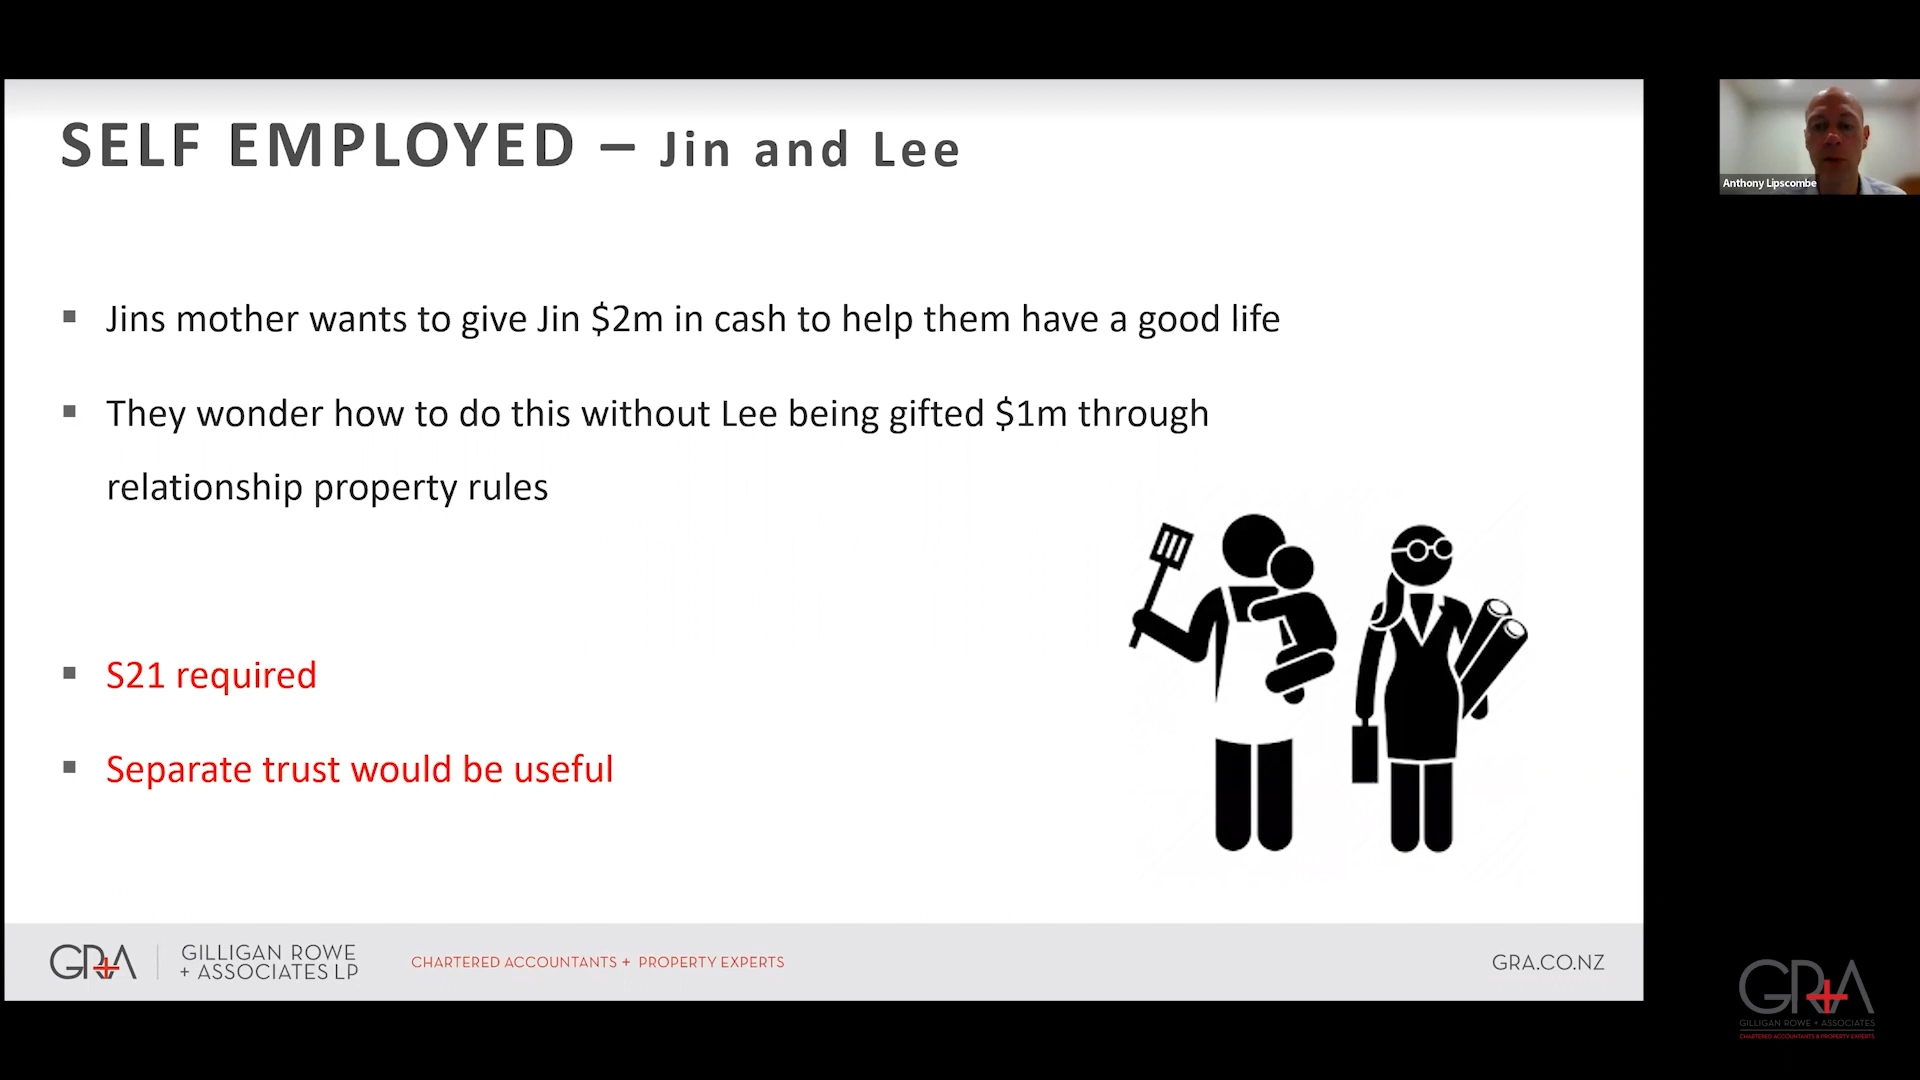 SELF EMPLOYED – Jin and Lee
Jins mother wants to give Jin $2m in cash to help them have a good life
They wonder how to do this without Lee being gifted $1m through
relationship property rules
S21 required
Separate trust would be useful
GRA
GILLIGAN ROWE
+ ASSOCIATES LP
CHARTERED ACCOUNTANTS + PROPERTY EXPERTS
GRA.CO.NZ
Anthony Lipscombe
GRA
GILLIGAN ROWE + ASSOCIATES
CHARTERED ACCOUNTANTS & PROPERTY EXPERTS